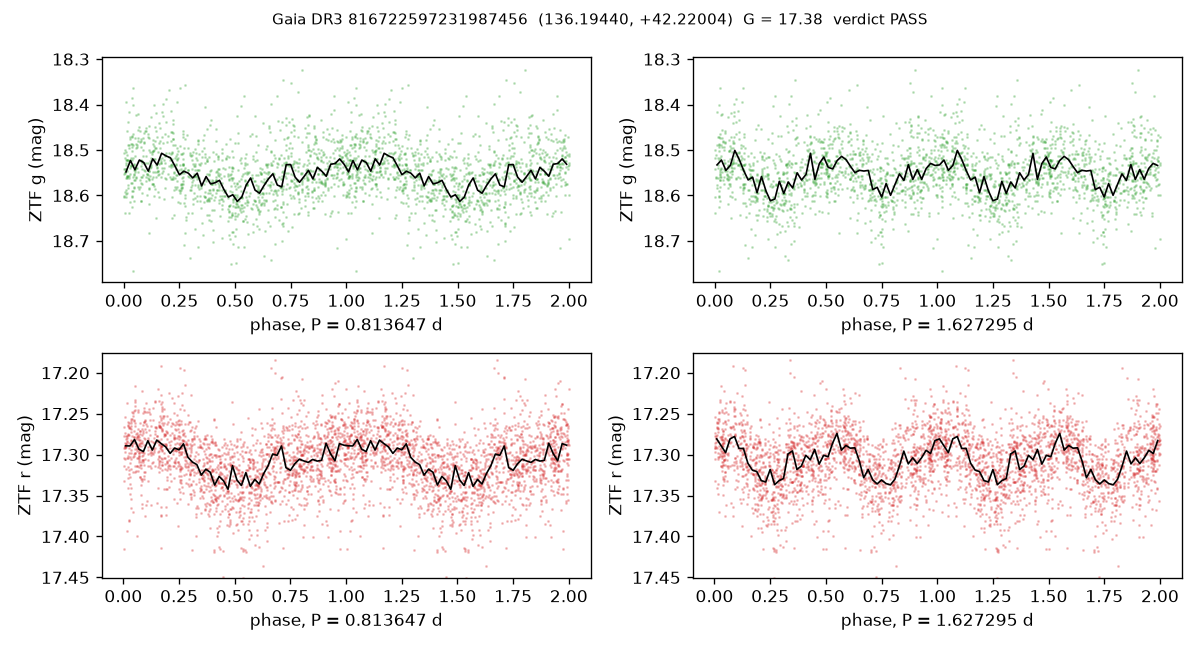 Gaia DR3 816722597231987456 (136.19440, +42.22004) G = 17.38 verdict PASS
ZTF g (mag)
18.3
18.4
18.5
18.6
18.7
0.00 0.25 0.50 0.75 1.00 1.25 1.50 1.75 2.00
phase, P = 0.813647 d
ZTF g (mag)
18.3
18.4
18.5
18.6
18.7
0.00 0.25 0.50 0.75 1.00 1.25 1.50 1.75 2.00
phase, P = 1.627295 d
ZTF r (mag)
17.20
17.25
17.30
17.35
17.40
17.45
0.00 0.25 0.50 0.75 1.00 1.25 1.50 1.75 2.00
phase, P = 0.813647 d
ZTF r (mag)
17.20
17.25
17.30
17.35
17.40
17.45
0.00 0.25 0.50 0.75 1.00 1.25 1.50 1.75 2.00
phase, P = 1.627295 d